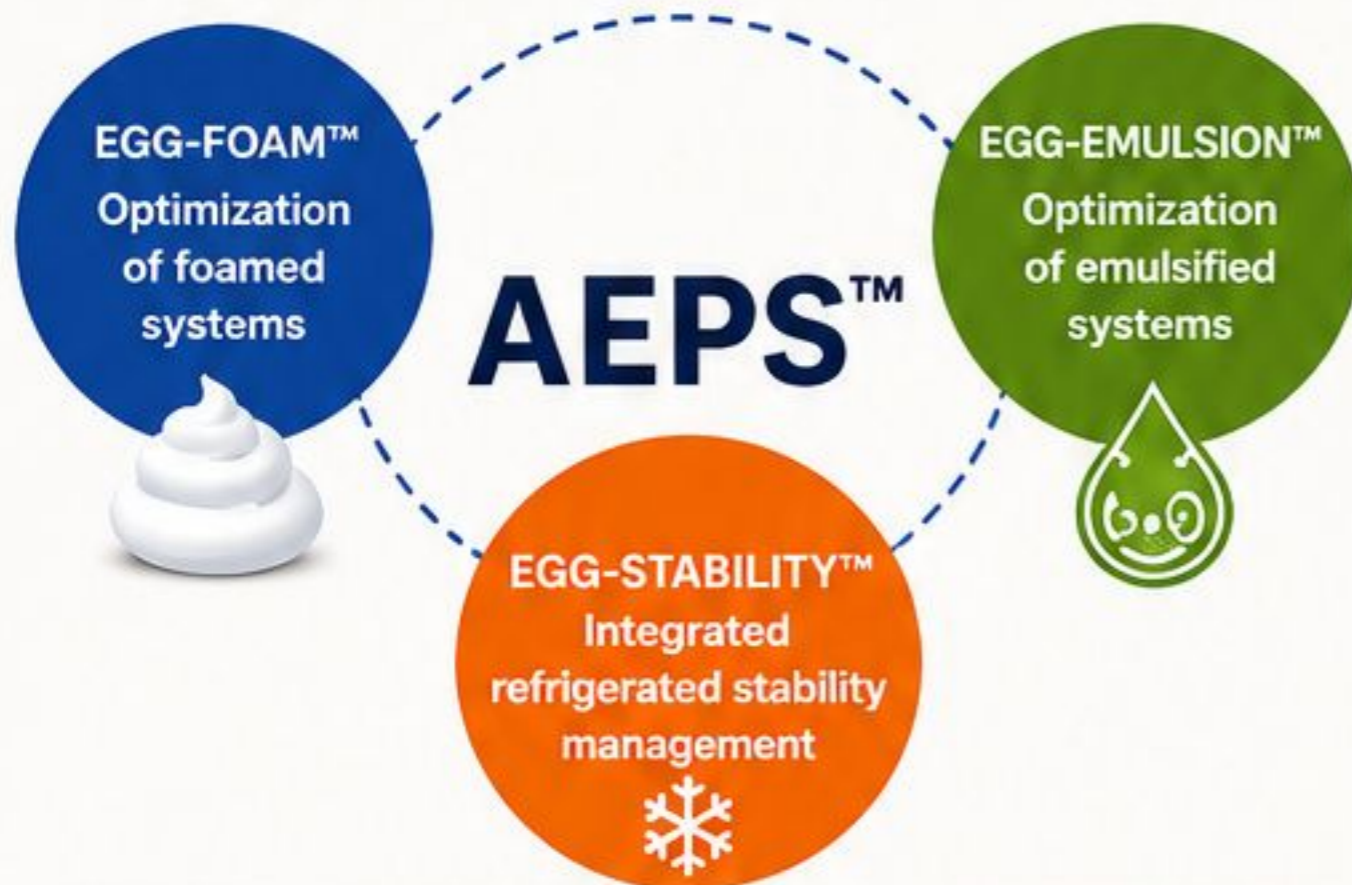 EGG-FOAM™
Optimization
of foamed
systems
EGG-EMULSION™
Optimization
of emulsified
systems
AEPS™
EGG-STABILITY™
Integrated
refrigerated stability
management